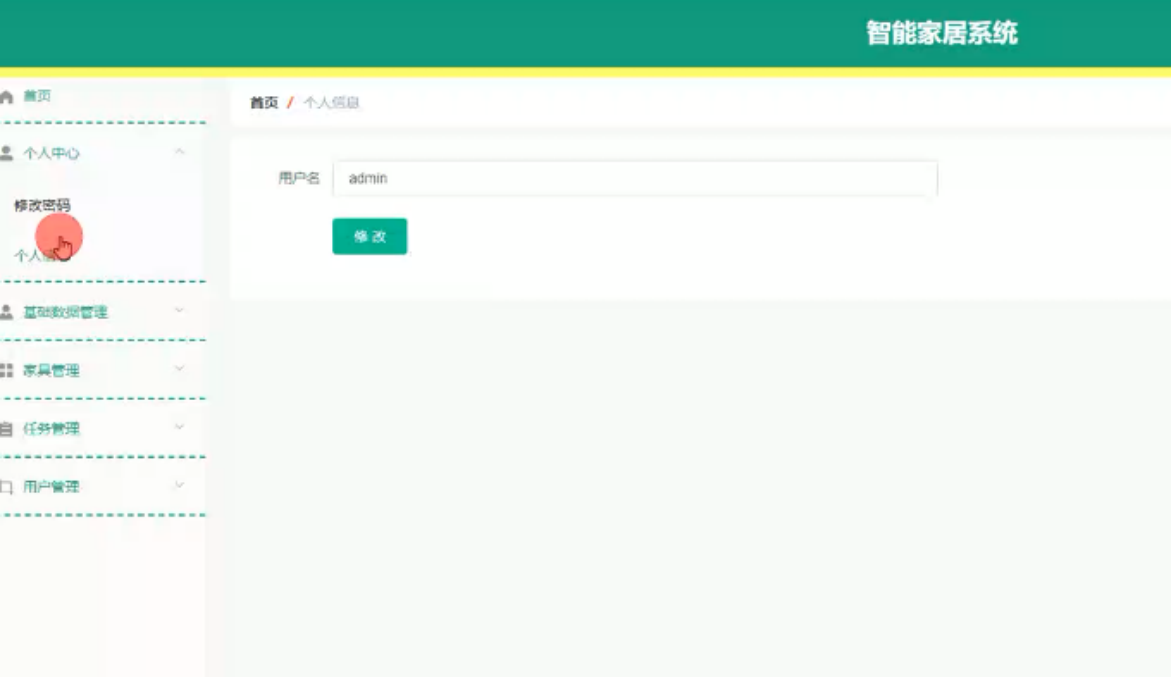 智能家居系统
首页
首页 / 个人信息
个人中心
用户名 admin
修改密码
修 改
个人信息
基础数据管理
家具管理
任务管理
用户管理